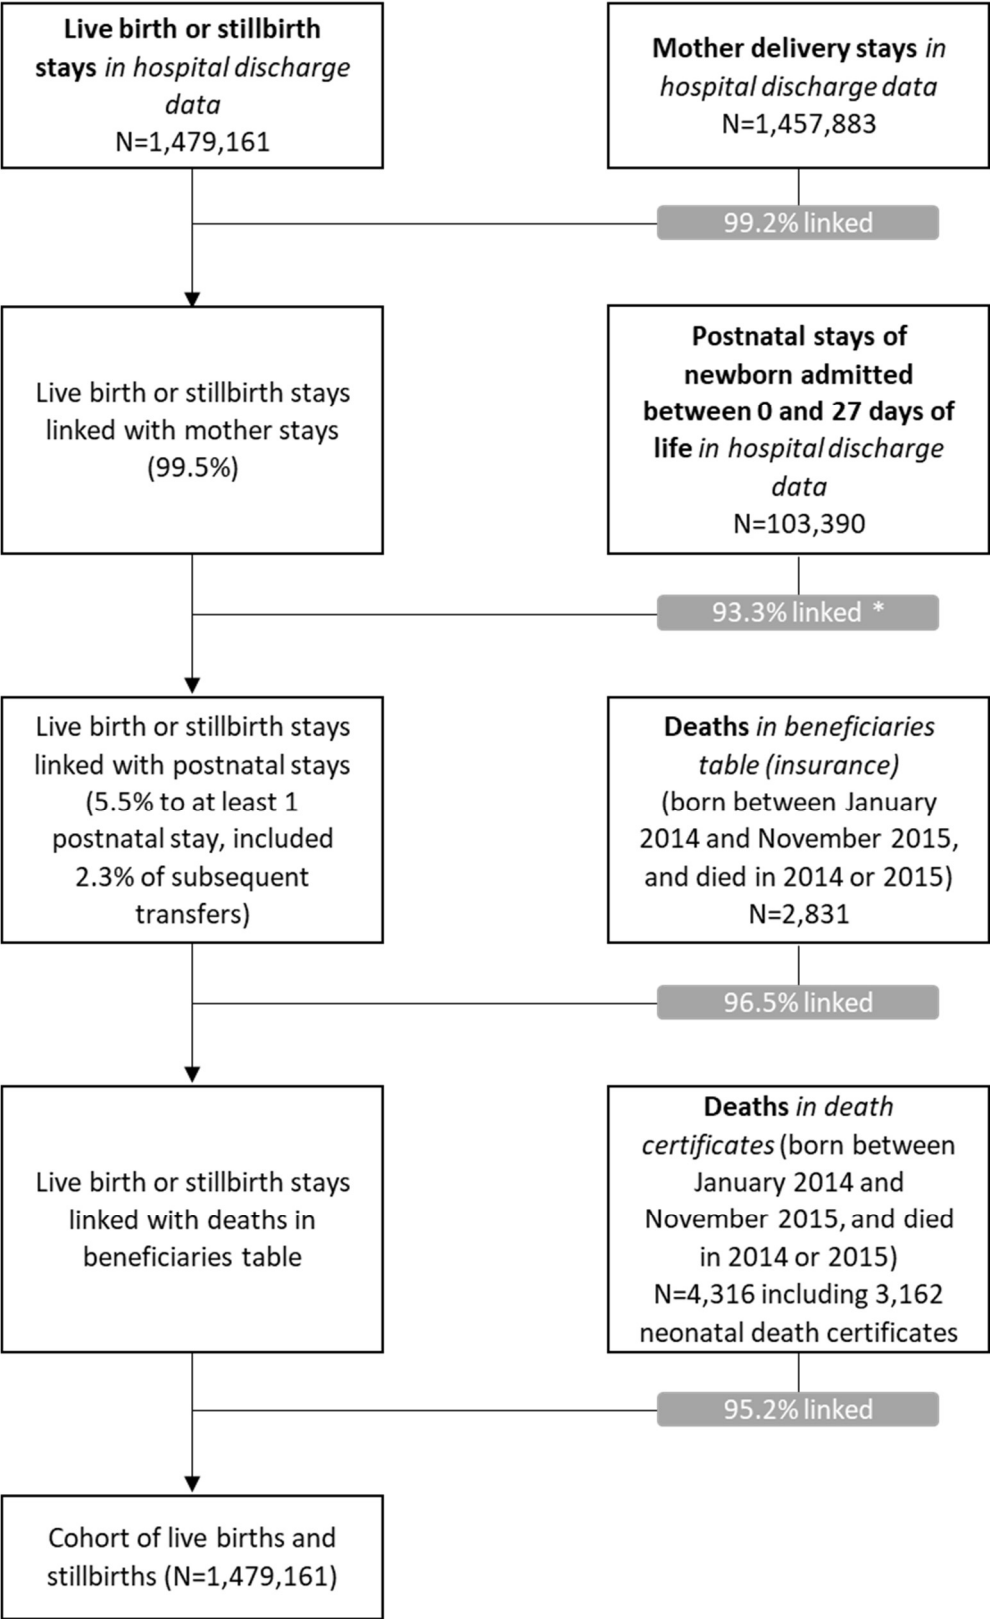 Live birth or stillbirth
stays in hospital discharge
data
N=1,479,161
Mother delivery stays in
hospital discharge data
N=1,457,883
99.2% linked
Live birth or stillbirth stays
linked with mother stays
(99.5%)
Postnatal stays of
newborn admitted
between 0 and 27 days of
life in hospital discharge
data
N=103,390
93.3% linked *
Live birth or stillbirth stays
linked with postnatal stays
(5.5% to at least 1
postnatal stay, included
2.3% of subsequent
transfers)
Deaths in beneficiaries
table (insurance)
(born between January
2014 and November 2015,
and died in 2014 or 2015)
N=2,831
96.5% linked
Live birth or stillbirth stays
linked with deaths in
beneficiaries table
Deaths in death
certificates (born between
January 2014 and
November 2015, and died
in 2014 or 2015)
N=4,316 including 3,162
neonatal death certificates
95.2% linked
Cohort of live births and
stillbirths (N=1,479,161)